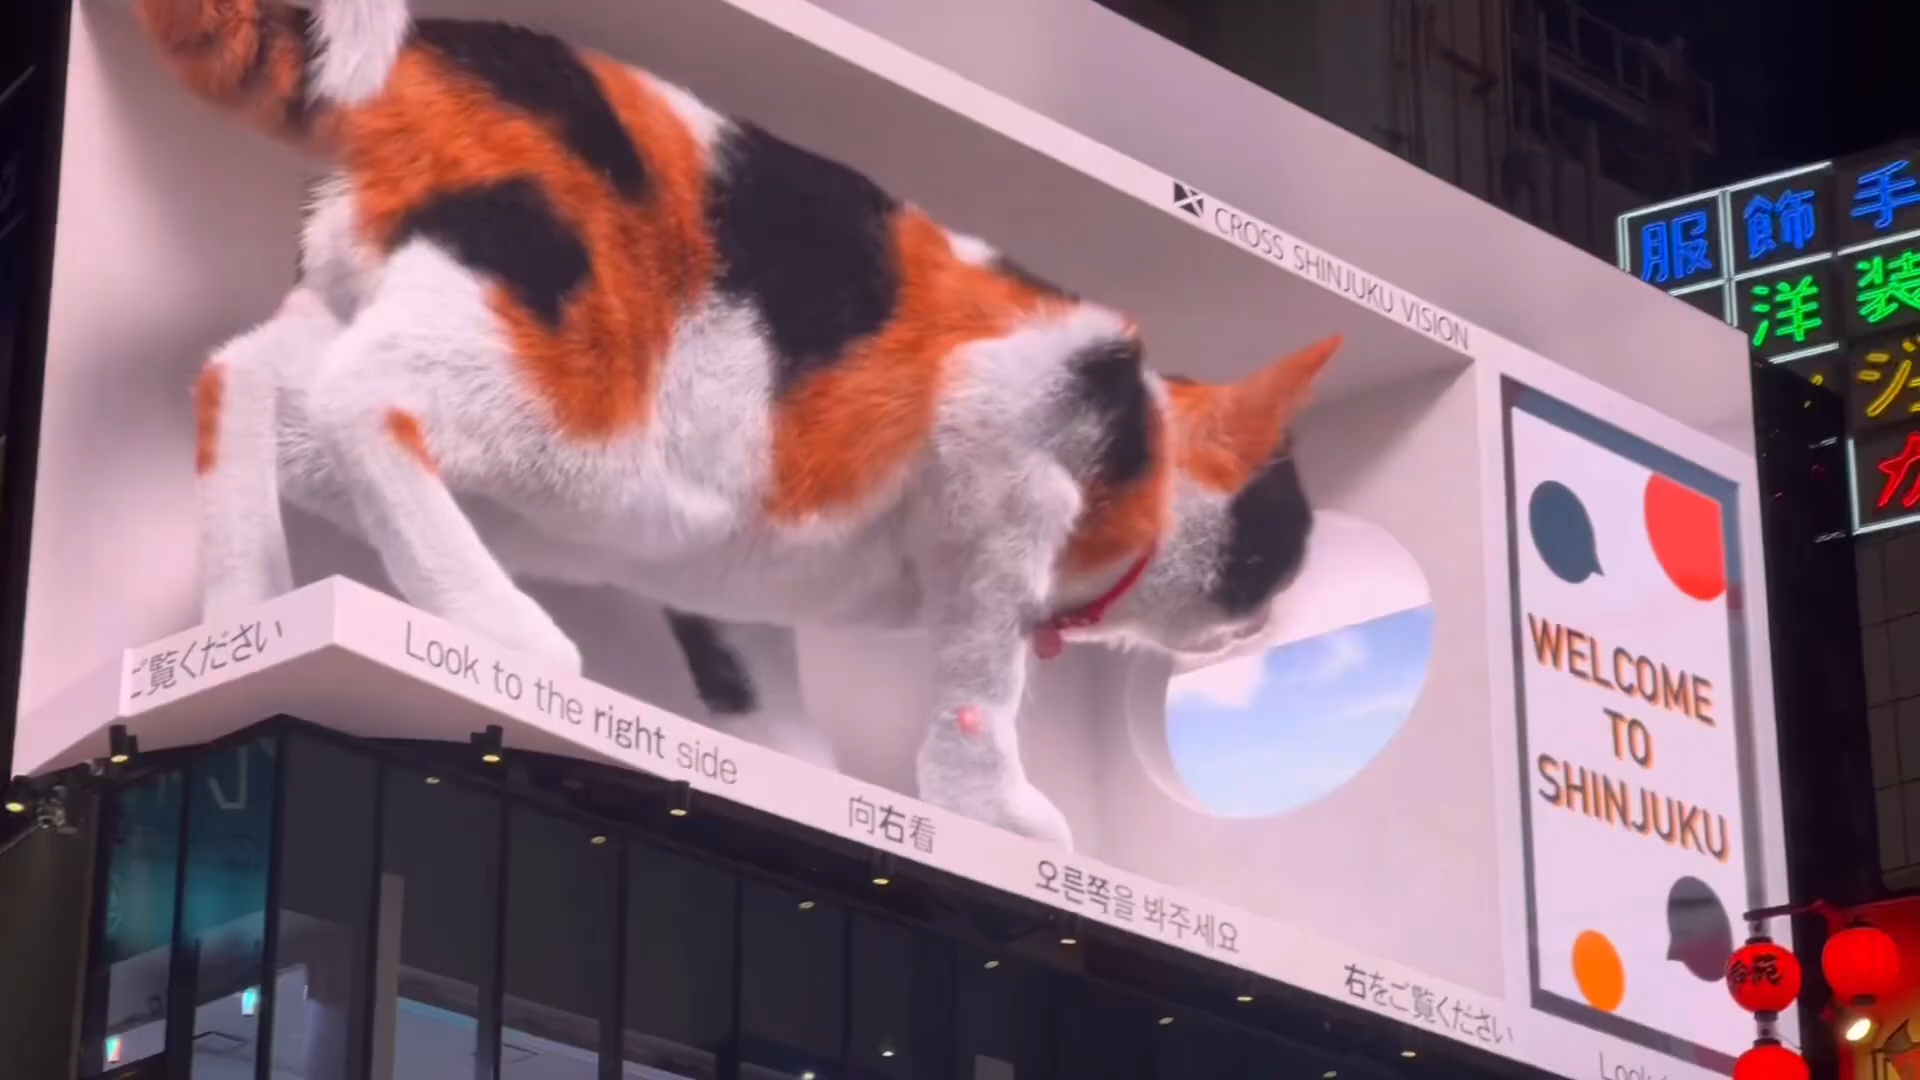 CROSS SHINJUKU VISION
服飾手
洋装
ジ
WELCOME
TO
SHINJUKU
ご覧ください
Look to the right side
向右看
오른쪽을 봐주세요
右をご覧ください
Look